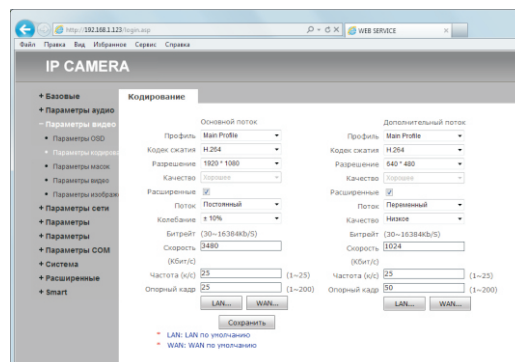 http://192.168.1.123/login.asp
WEB SERVICE
Файл Правка Вид Избранное Сервис Справка
IP CAMERA
+ Базовые
+ Параметры аудио
− Параметры видео
Параметры OSD
Параметры кодирова
Параметры масок
Параметры видео
Параметры изображ
+ Параметры сети
+ Параметры
+ Параметры
+ Параметры COM
+ Система
+ Расширенные
+ Smart
Кодирование
Основной поток Дополнительный поток
Профиль Main Profile Профиль Main Profile
Кодек сжатия H.264 Кодек сжатия H.264
Разрешение 1920 * 1080 Разрешение 640 * 480
Качество Хорошее Качество Хорошее
Расширенные Расширенные
Поток Постоянный Поток Переменный
Колебание ± 10% Качество Низкое
Битрейт (30~16384Kb/S) Битрейт (30~16384Kb/S)
Скорость 3480 Скорость 1024
(Кбит/с) (Кбит/с)
Частота (к/с) 25 (1~25) Частота (к/с) 25 (1~25)
Опорный кадр 25 (1~200) Опорный кадр 50 (1~200)
LAN... WAN... LAN... WAN...
Сохранить
* LAN: LAN по умолчанию
* WAN: WAN по умолчанию